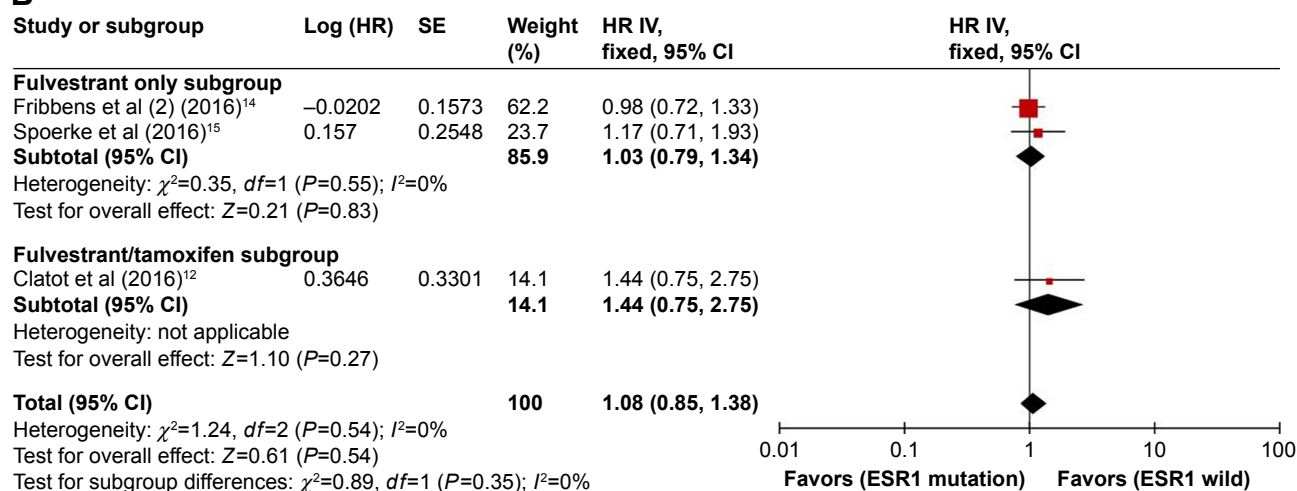 B
Study or subgroup Log (HR) SE Weight (%) HR IV, fixed, 95% CI HR IV, fixed, 95% CI
Fulvestrant only subgroup
Fribbens et al (2) (2016)¹⁴ –0.0202 0.1573 62.2 0.98 (0.72, 1.33)
Spoerke et al (2016)¹⁵ 0.157 0.2548 23.7 1.17 (0.71, 1.93)
Subtotal (95% CI) 85.9 1.03 (0.79, 1.34)
Heterogeneity: χ²=0.35, df=1 (P=0.55); I²=0%
Test for overall effect: Z=0.21 (P=0.83)
Fulvestrant/tamoxifen subgroup
Clatot et al (2016)¹² 0.3646 0.3301 14.1 1.44 (0.75, 2.75)
Subtotal (95% CI) 14.1 1.44 (0.75, 2.75)
Heterogeneity: not applicable
Test for overall effect: Z=1.10 (P=0.27)
Total (95% CI) 100 1.08 (0.85, 1.38)
Heterogeneity: χ²=1.24, df=2 (P=0.54); I²=0%
Test for overall effect: Z=0.61 (P=0.54)
Test for subgroup differences: χ²=0.89, df=1 (P=0.35); I²=0%
0.01 0.1 1 10 100
Favors (ESR1 mutation) Favors (ESR1 wild)